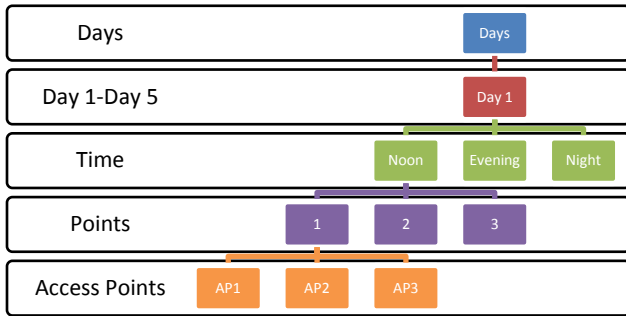 Days
Days
Day 1-Day 5
Day 1
Time
Noon
Evening
Night
Points
1
2
3
Access Points
AP1
AP2
AP3